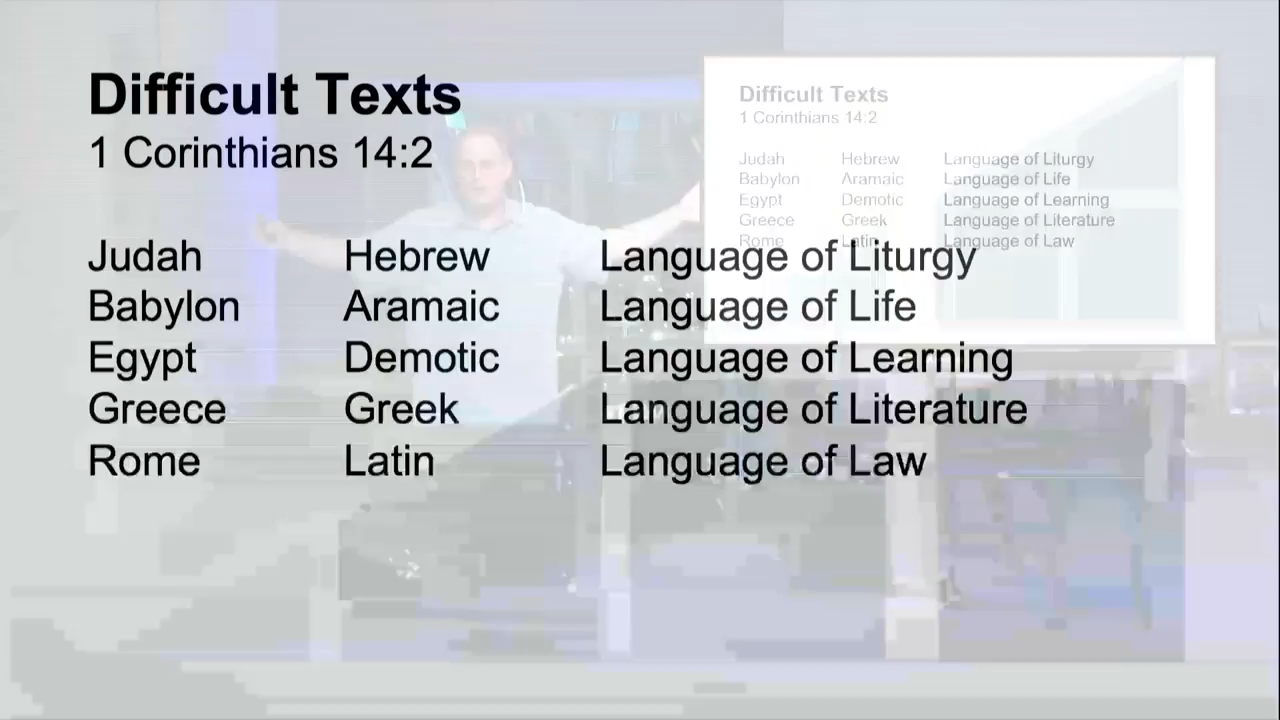 Difficult Texts
1 Corinthians 14:2
Judah Hebrew Language of Liturgy
Babylon Aramaic Language of Life
Egypt Demotic Language of Learning
Greece Greek Language of Literature
Rome Latin Language of Law
Difficult Texts
1 Corinthians 14:2
Judah Hebrew Language of Liturgy
Babylon Aramaic Language of Life
Egypt Demotic Language of Learning
Greece Greek Language of Literature
Rome Latin Language of Law